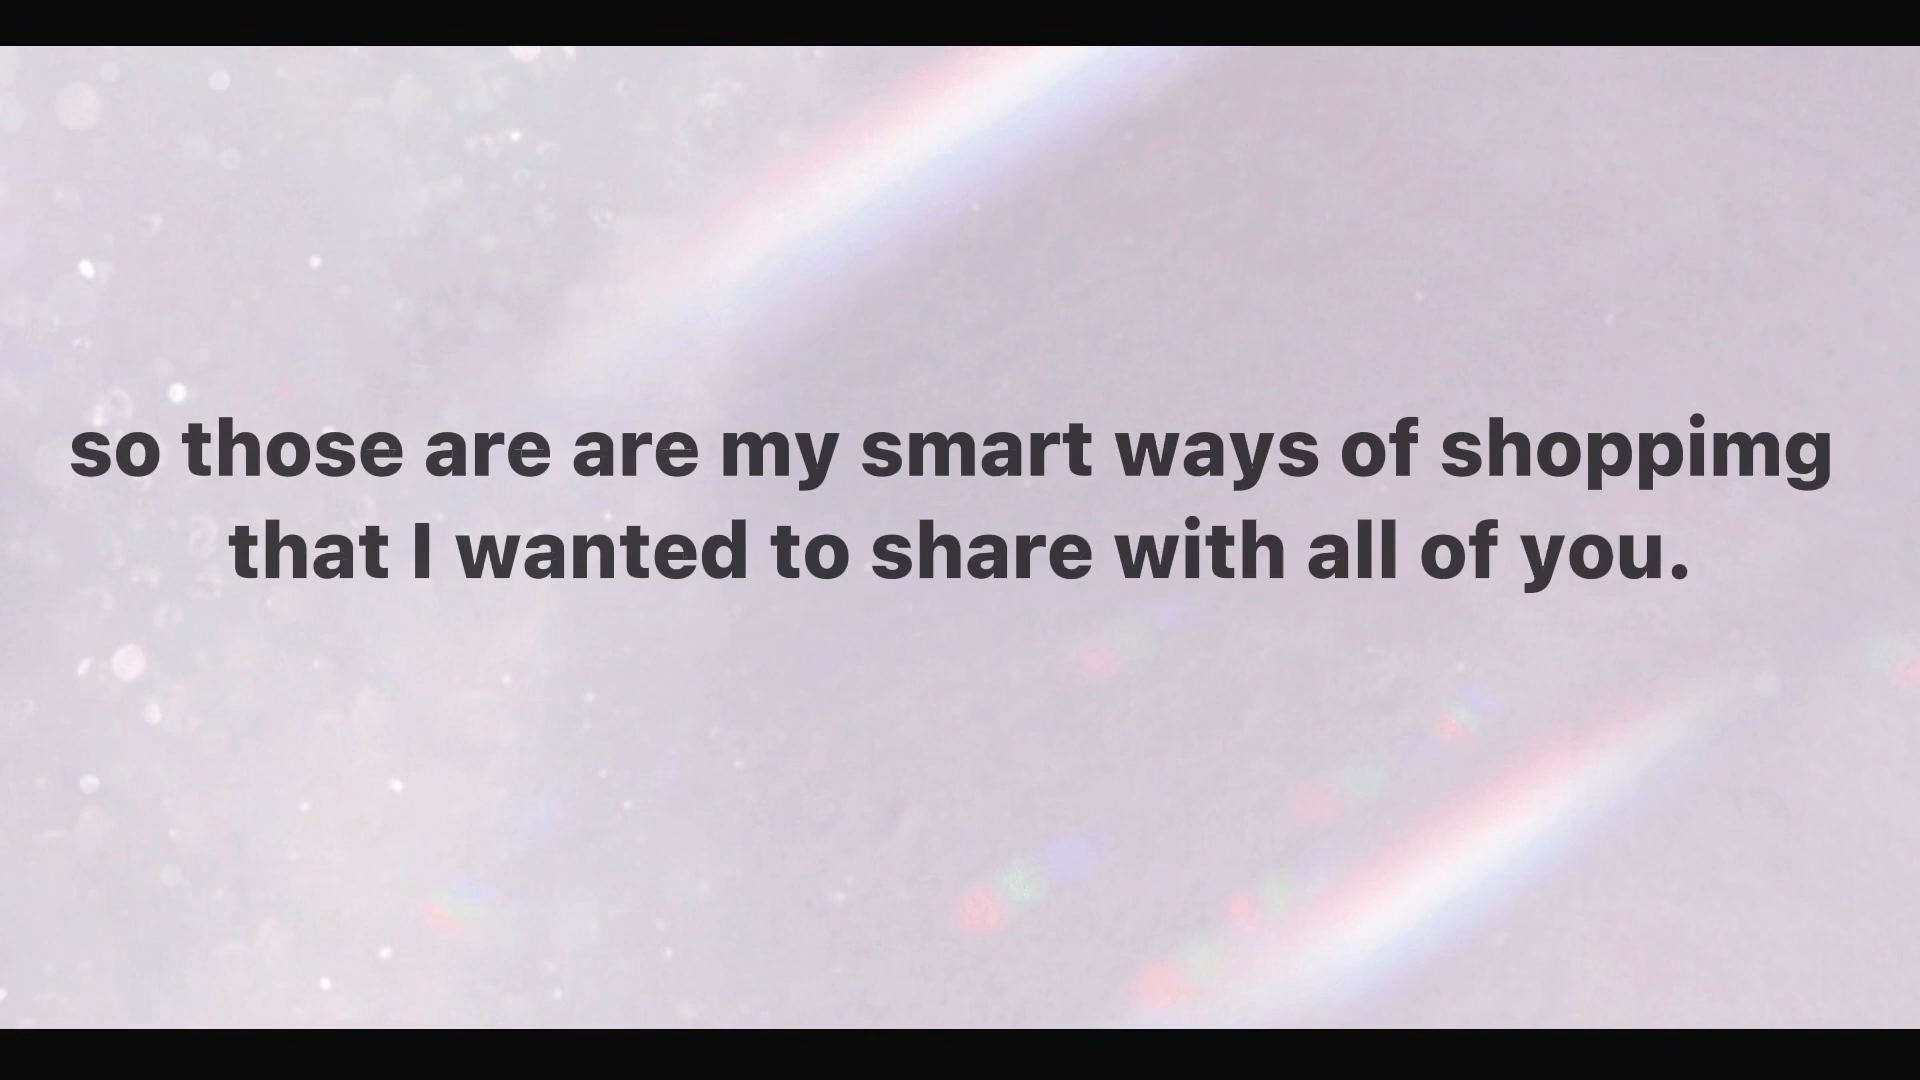 so those are are my smart ways of shoppimg
that I wanted to share with all of you.